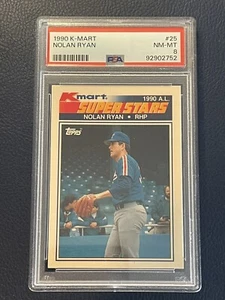 1990 K-MART #25
NOLAN RYAN NM-MT
8
PSA 92902752
Kmart 1990 A.L.
SUPER STARS
NOLAN RYAN • RHP
Topps